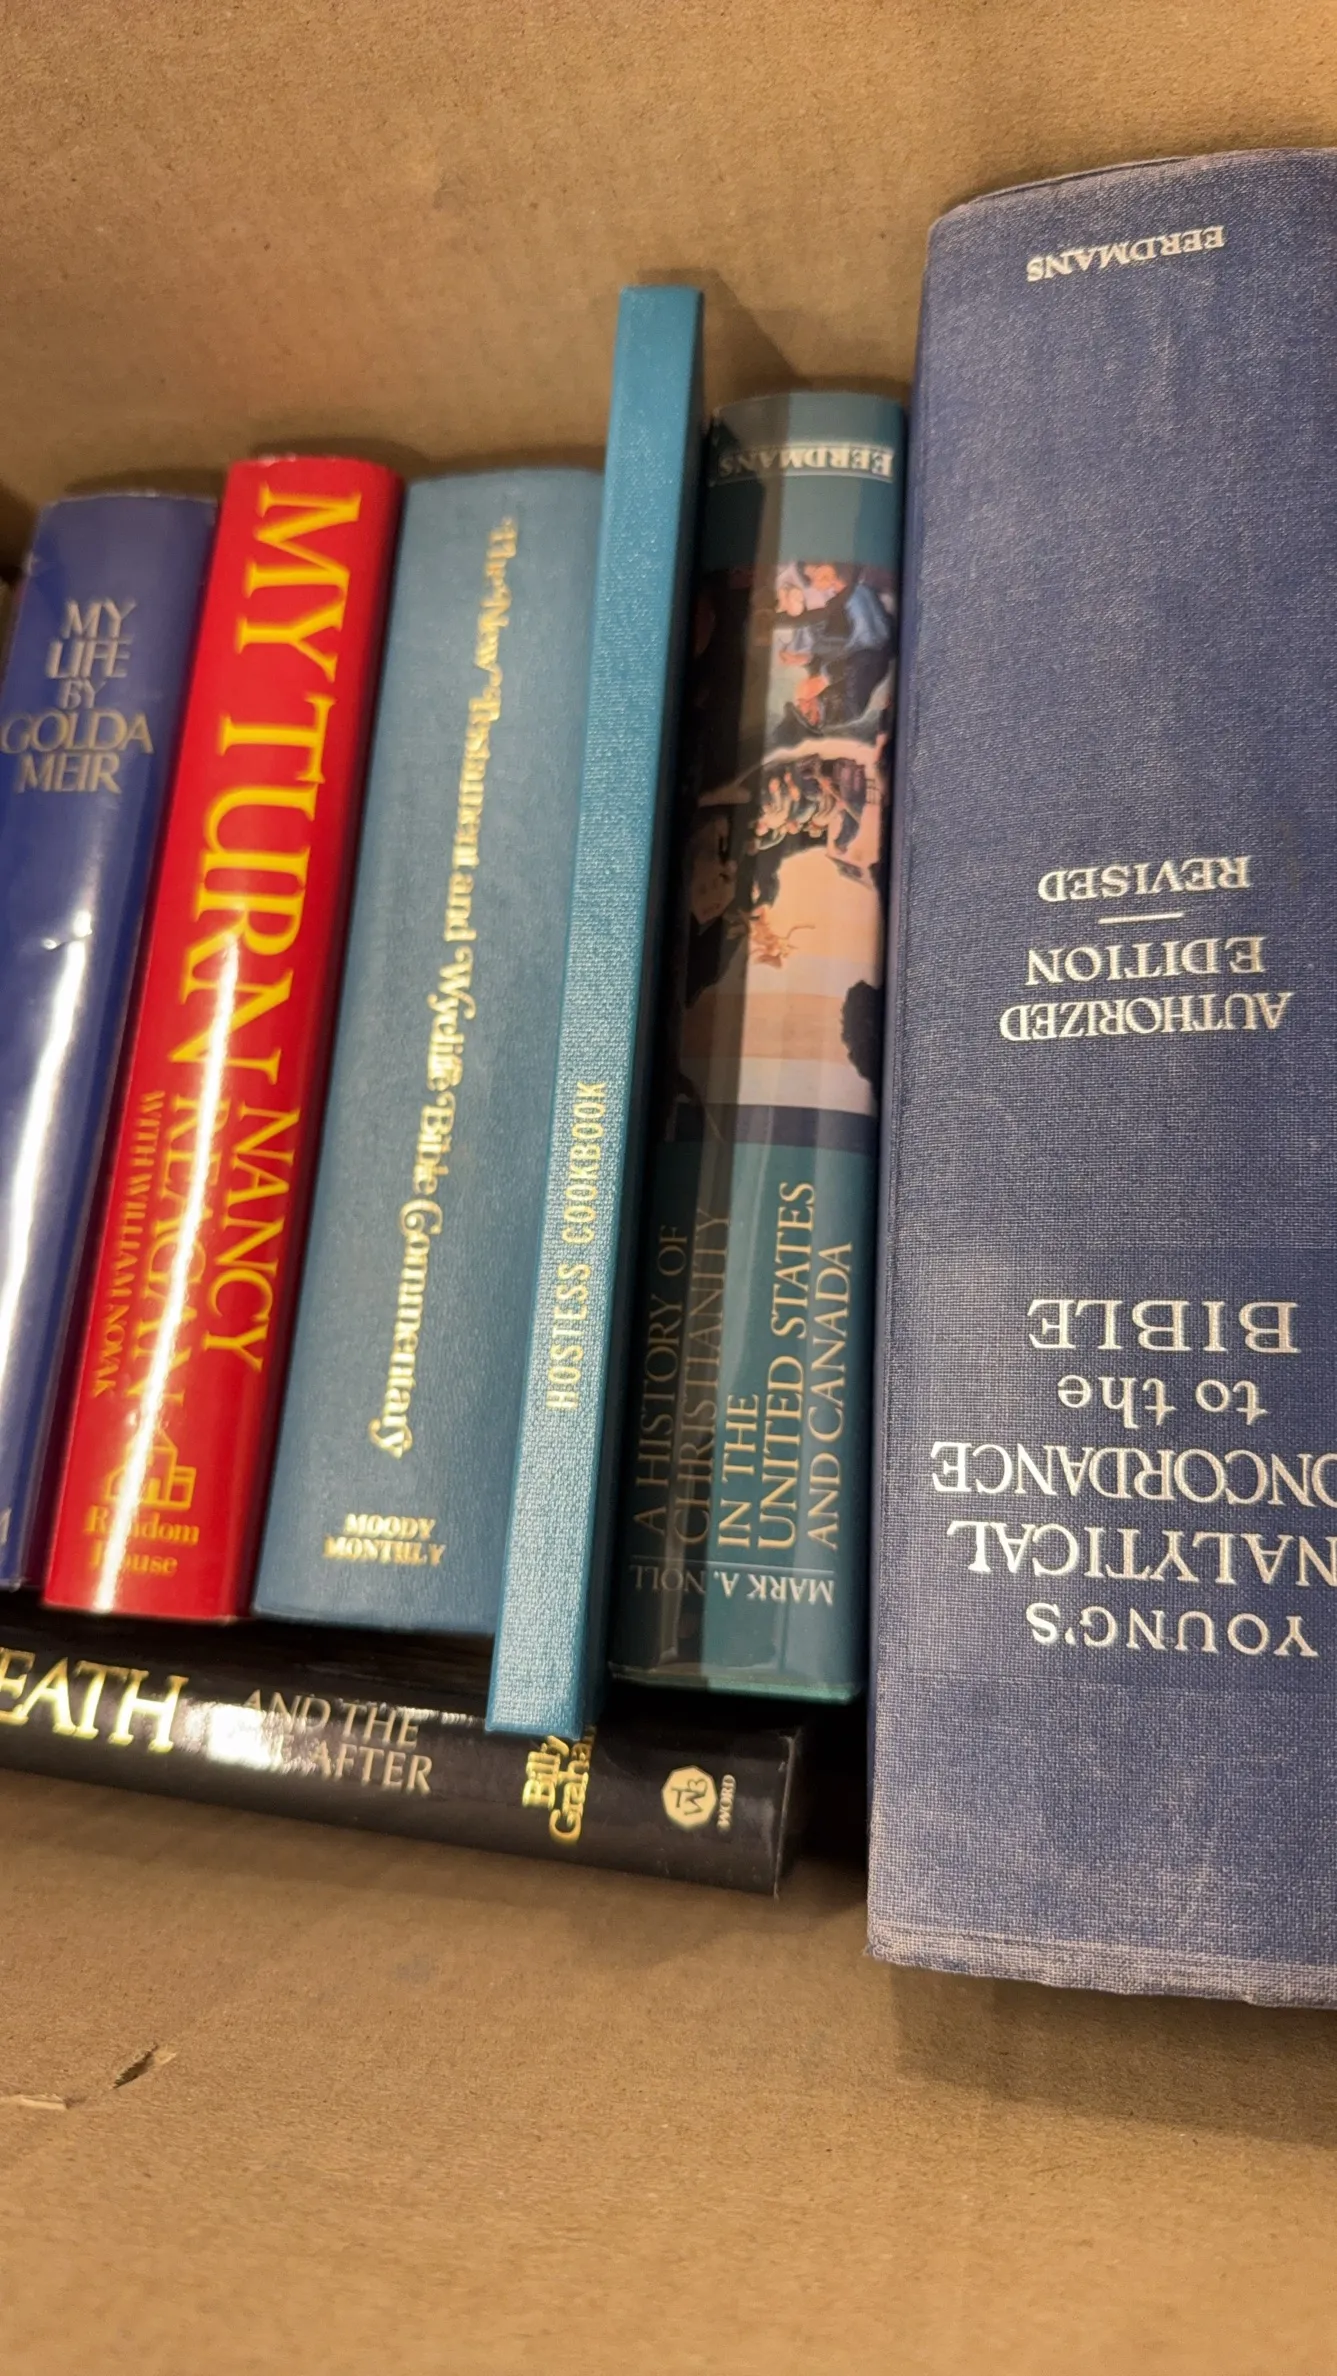 MY
LIFE
BY
GOLDA
MEIR
MY TURN
NANCY
REAGAN
WITH WILLIAM NOVAK
Random
House
The New Testament and Wycliffe Bible Commentary
MOODY
MONTHLY
HOSTESS COOKBOOK
MARK A. NOLL
A HISTORY OF
CHRISTIANITY
IN THE
UNITED STATES
AND CANADA
EERDMANS
YOUNG'S
NALYTICAL
ONCORDANCE
to the
BIBLE
AUTHORIZED
EDITION
REVISED
EERDMANS
EATH
AND THE
AFTER
Billy
Graham
WORD